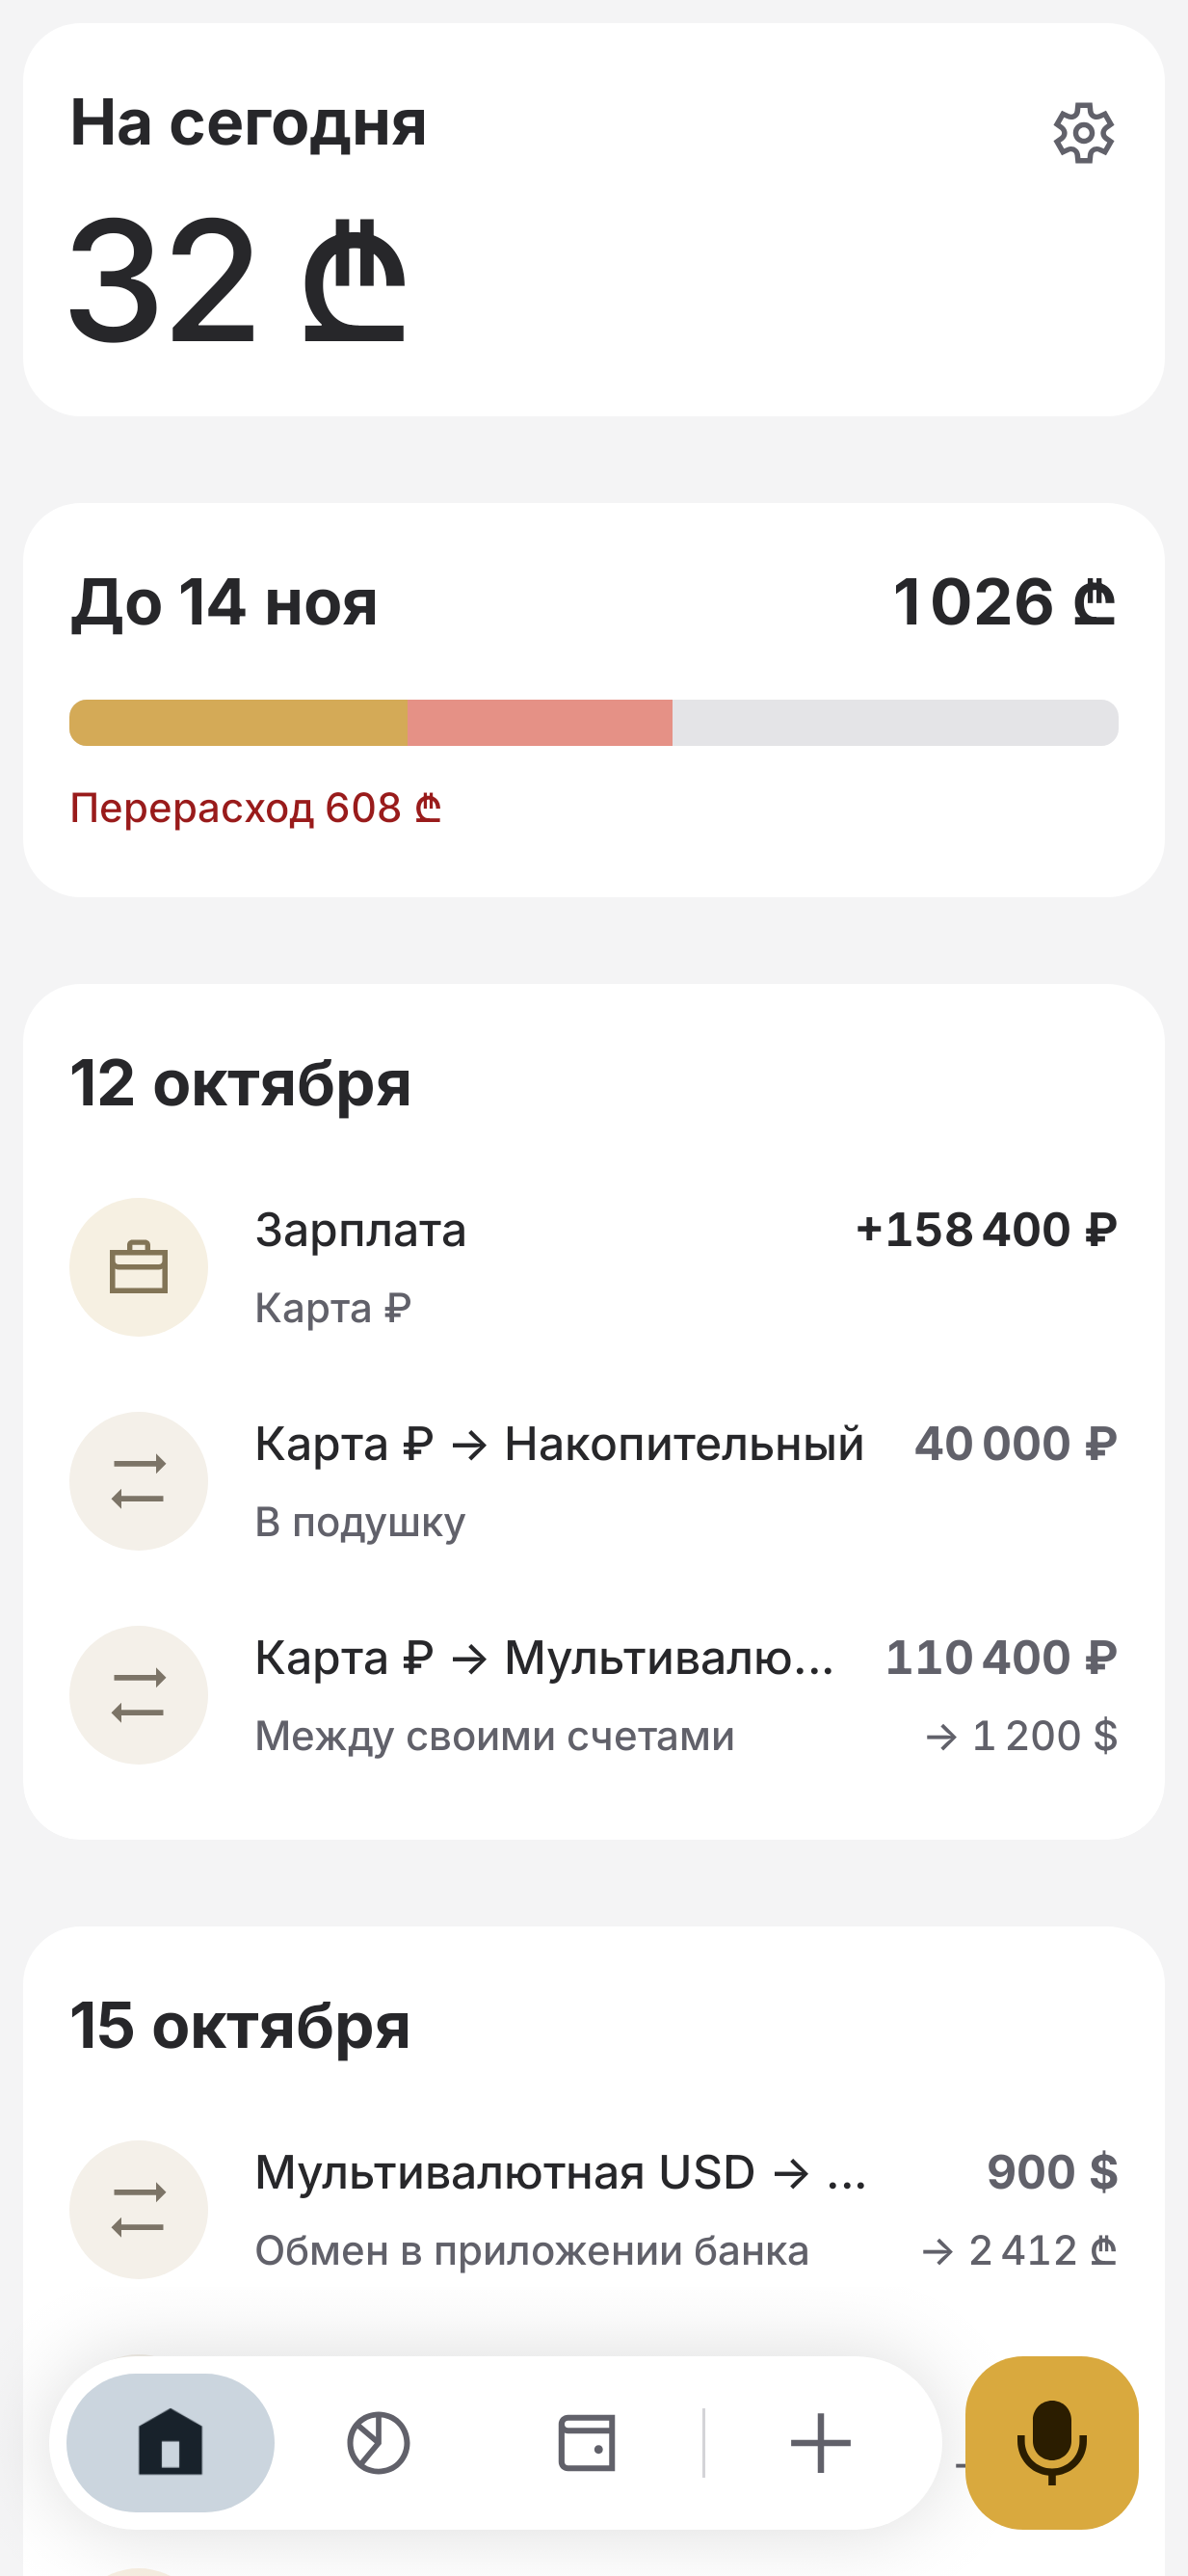 На сегодня
32 ₾
До 14 ноя 1 026 ₾
Перерасход 608 ₾
12 октября
Зарплата +158 400 ₽
Карта ₽
Карта ₽ → Накопительный 40 000 ₽
В подушку
Карта ₽ → Мультивалю... 110 400 ₽
Между своими счетами → 1 200 $
15 октября
Мультивалютная USD → ... 900 $
Обмен в приложении банка → 2 412 ₾